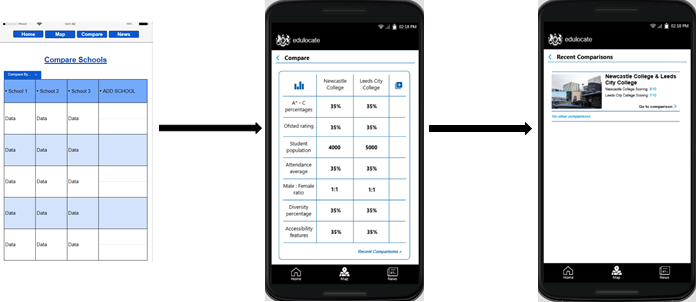 Home Map Compare News
Compare Schools
Compare By...
• School 1 • School 2 • School 3 • ADD SCHOOL
Data Data Data
Data Data Data
Data Data Data
Data Data Data
Data Data Data
02:18 PM
edulocate
Compare
Newcastle College Leeds City College
A* - C percentages 35% 35%
Ofsted rating 35% 35%
Student population 4000 5000
Attendance average 35% 35%
Male : Female ratio 1:1 1:1
Diversity percentage 35% 35%
Accessibility features 35% 35%
Recent Comparisons »
Home Map News
02:58 PM
edulocate
Recent Comparisons
Newcastle College & Leeds
City College
Newcastle College Scoring: 8/10
Leeds City College Scoring: 7/10
Go to comparison
No other comparisons
Home Map News